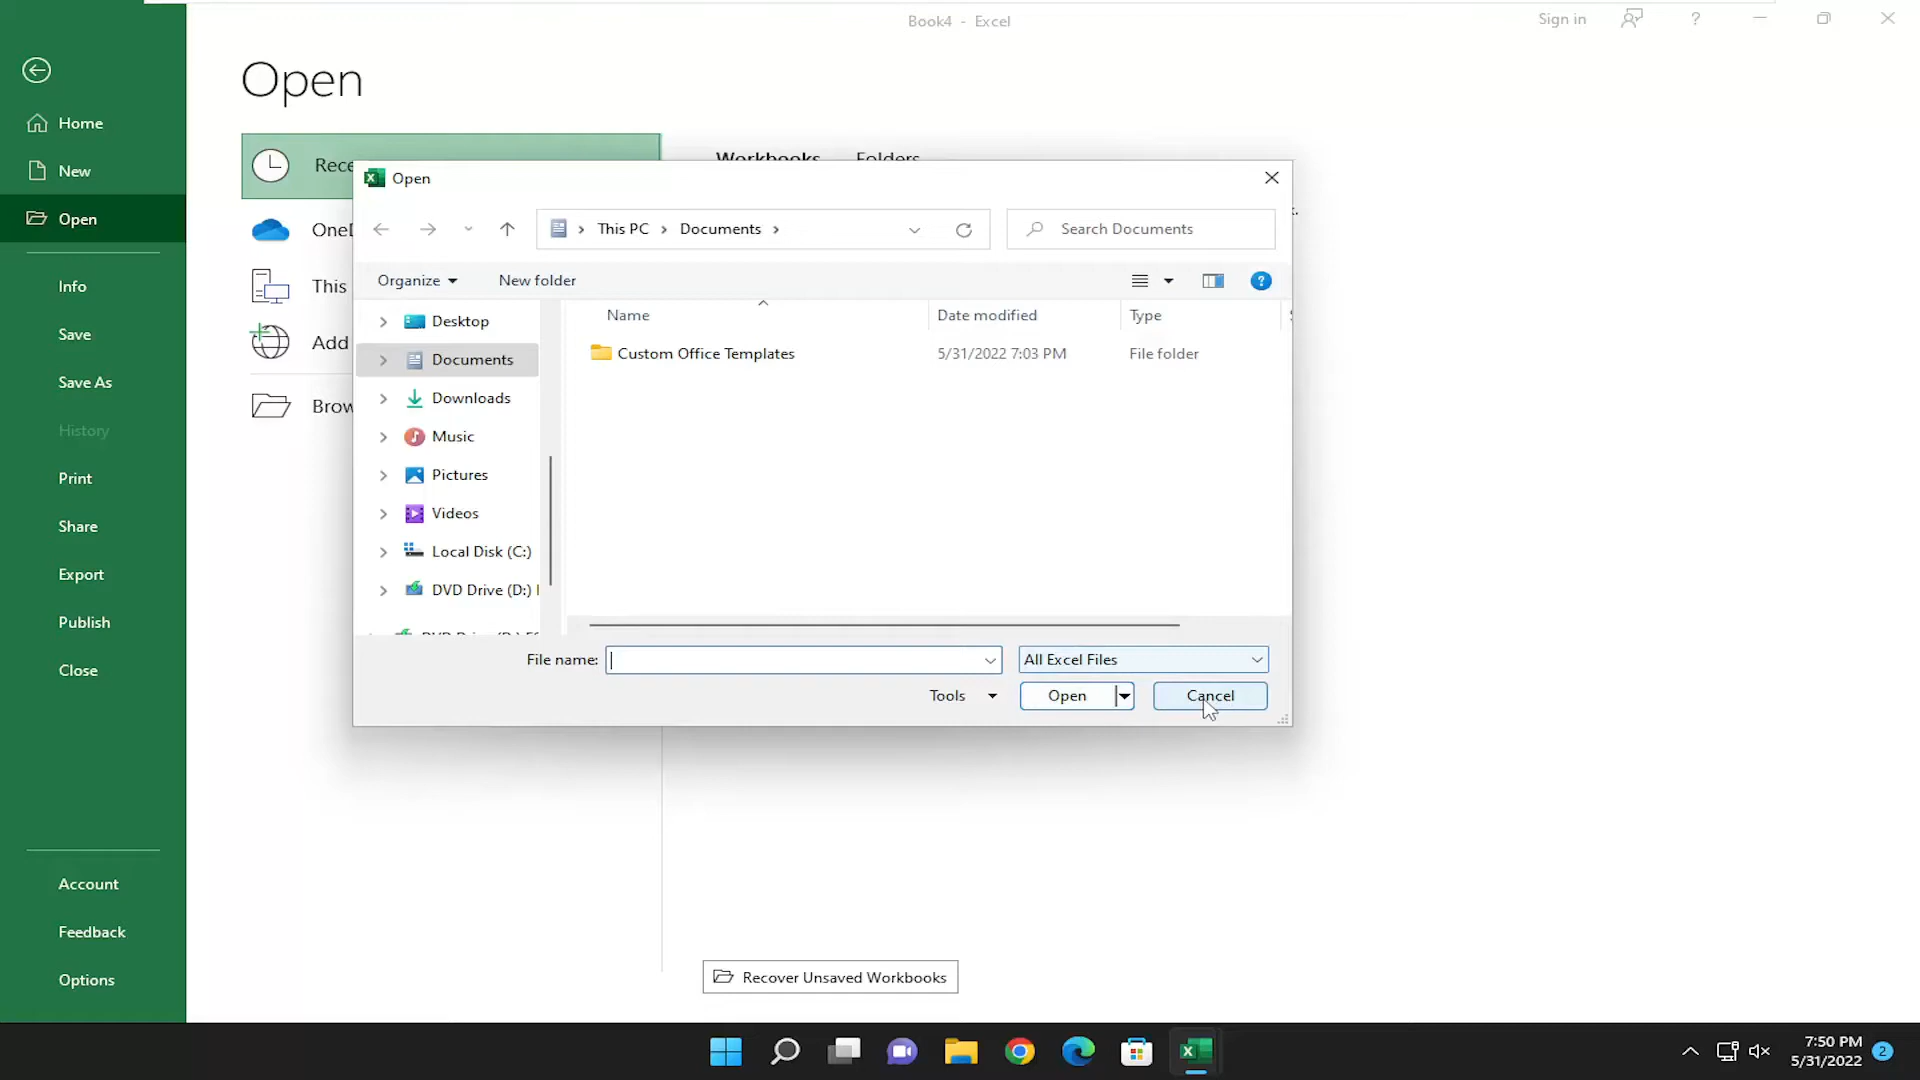 Book4 - Excel
Sign in
?
Open
Home
New
Open
Info
Save
Save As
History
Print
Share
Export
Publish
Close
Account
Feedback
Options
Rece
OneD
This
Add
Brow
Workbooks Folders
Open
This PC > Documents >
Search Documents
Organize New folder
?
Name Date modified Type
Desktop
Documents
Downloads
Music
Pictures
Videos
Local Disk (C:)
DVD Drive (D:)
Custom Office Templates 5/31/2022 7:03 PM File folder
File name: All Excel Files
Tools Open Cancel
Recover Unsaved Workbooks
7:50 PM
5/31/2022
2